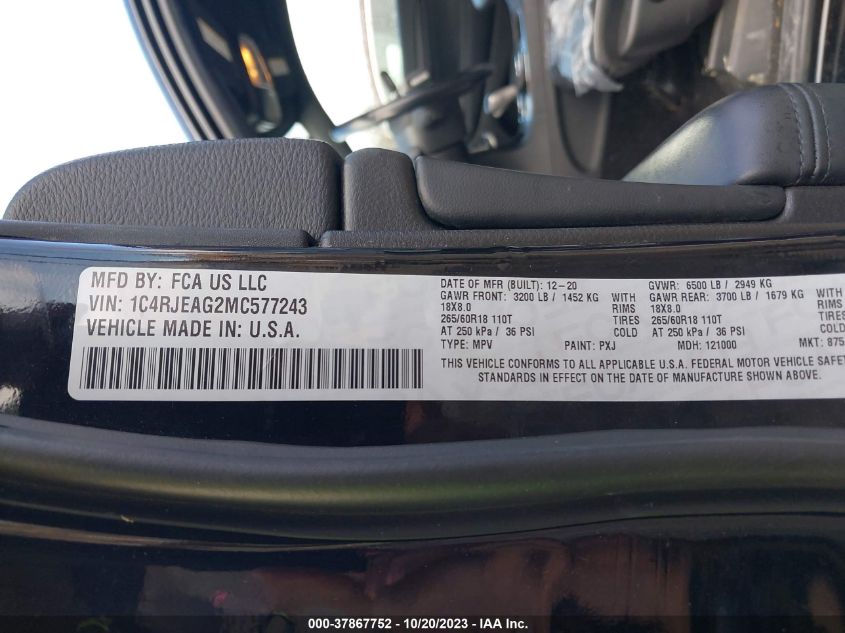 MFD BY: FCA US LLC
VIN: 1C4RJEAG2MC577243
VEHICLE MADE IN: U.S.A.
DATE OF MFR (BUILT): 12-20 GVWR: 6500 LB / 2949 KG
GAWR FRONT: 3200 LB / 1452 KG WITH GAWR REAR: 3700 LB / 1679 KG WITH
18X8.0 RIMS 18X8.0 RIMS
265/60R18 110T TIRES 265/60R18 110T TIRES
AT 250 kPa / 36 PSI COLD AT 250 kPa / 36 PSI COLD
TYPE: MPV PAINT: PXJ MDH: 121000 MKT: 875
THIS VEHICLE CONFORMS TO ALL APPLICABLE U.S.A. FEDERAL MOTOR VEHICLE SAFETY
STANDARDS IN EFFECT ON THE DATE OF MANUFACTURE SHOWN ABOVE.
000-37867752 - 10/20/2023 - IAA Inc.